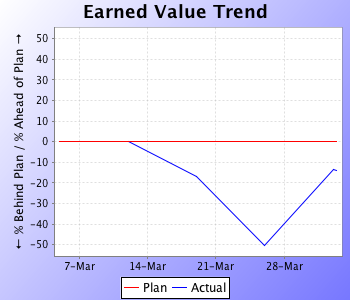 Earned Value Trend
← % Behind Plan / % Ahead of Plan →
50
40
30
20
10
0
-10
-20
-30
-40
-50
7-Mar 14-Mar 21-Mar 28-Mar
Plan Actual